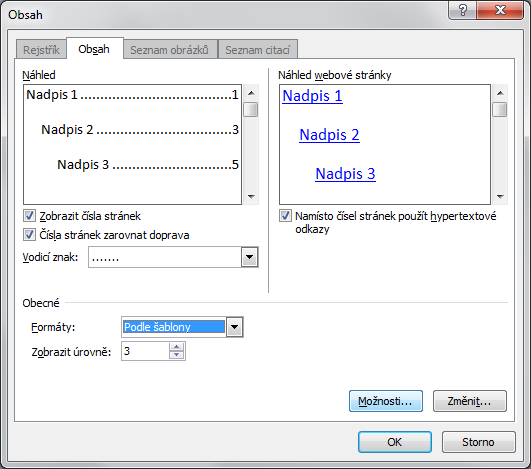 Obsah
Rejstřík
Obsah
Seznam obrázků
Seznam citací
Náhled
Nadpis 1.......................................1
Nadpis 2..................................3
Nadpis 3..............................5
Zobrazit čísla stránek
Čísla stránek zarovnat doprava
Vodicí znak: .......
Náhled webové stránky
Nadpis 1
Nadpis 2
Nadpis 3
Namísto čísel stránek použít hypertextové
odkazy
Obecné
Formáty: Podle šablony
Zobrazit úrovně: 3
Možnosti...
Změnit...
OK
Storno